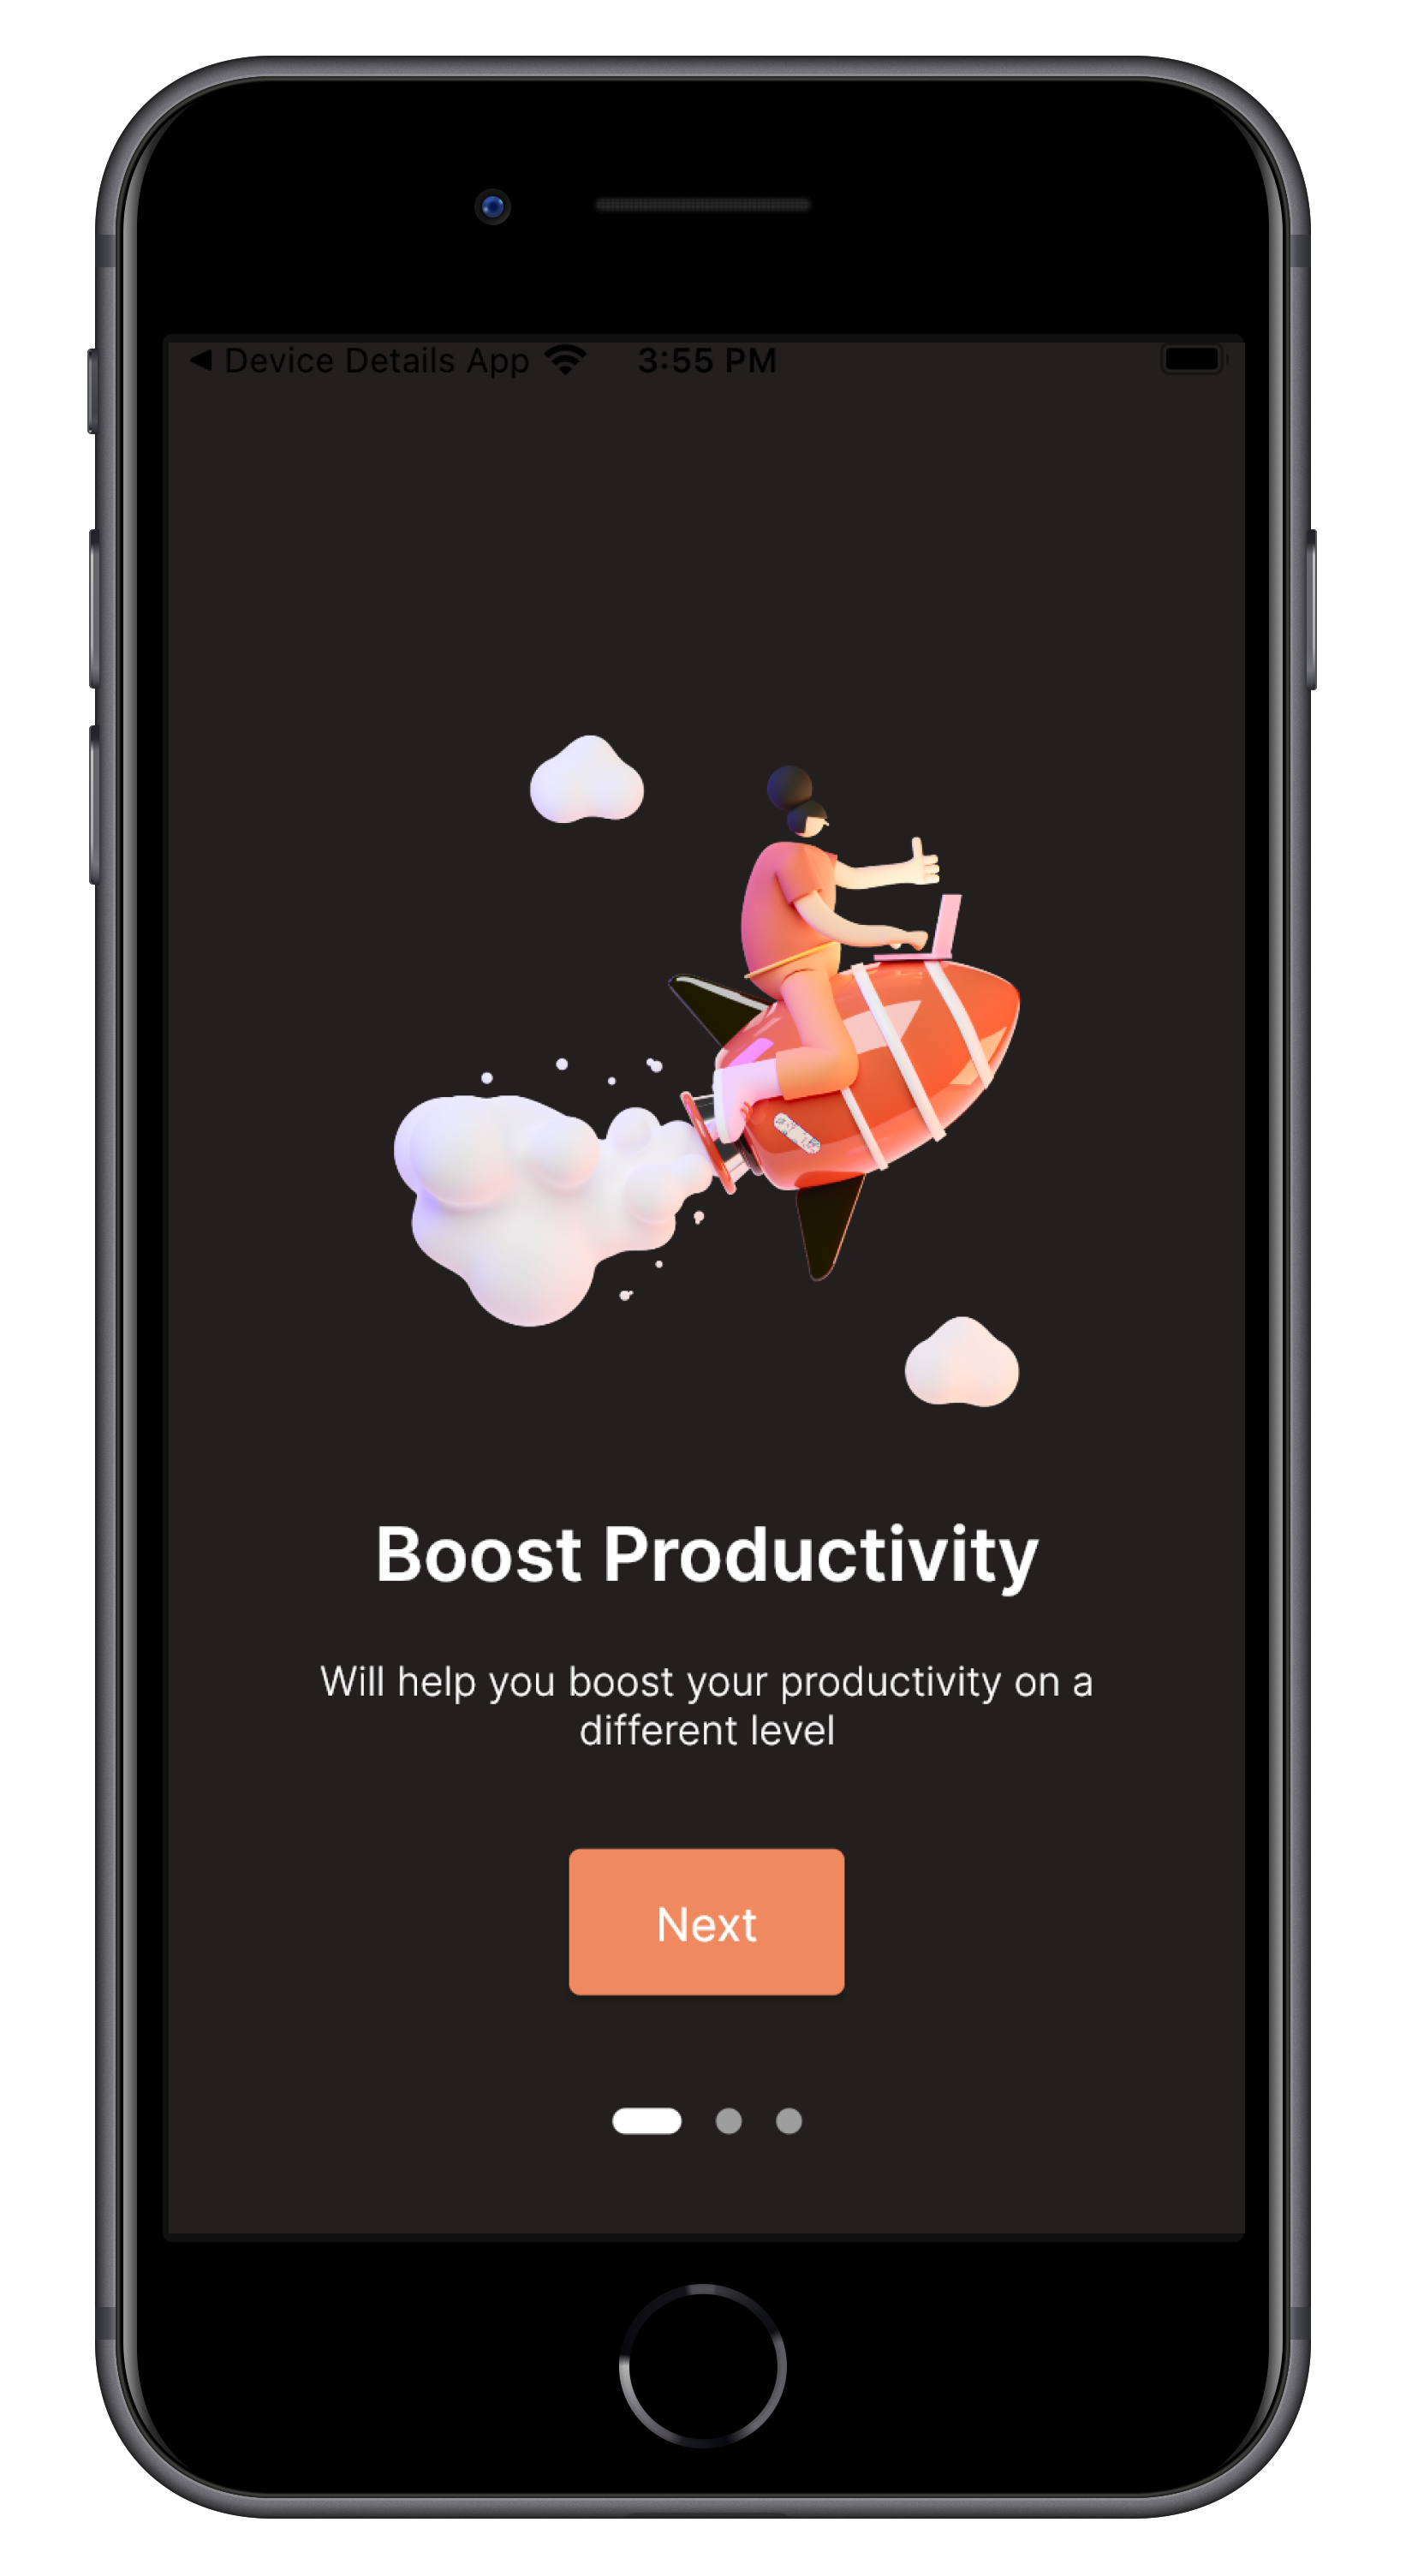 ◀ Device Details App 3:55 PM
Boost Productivity
Will help you boost your productivity on a
different level
Next